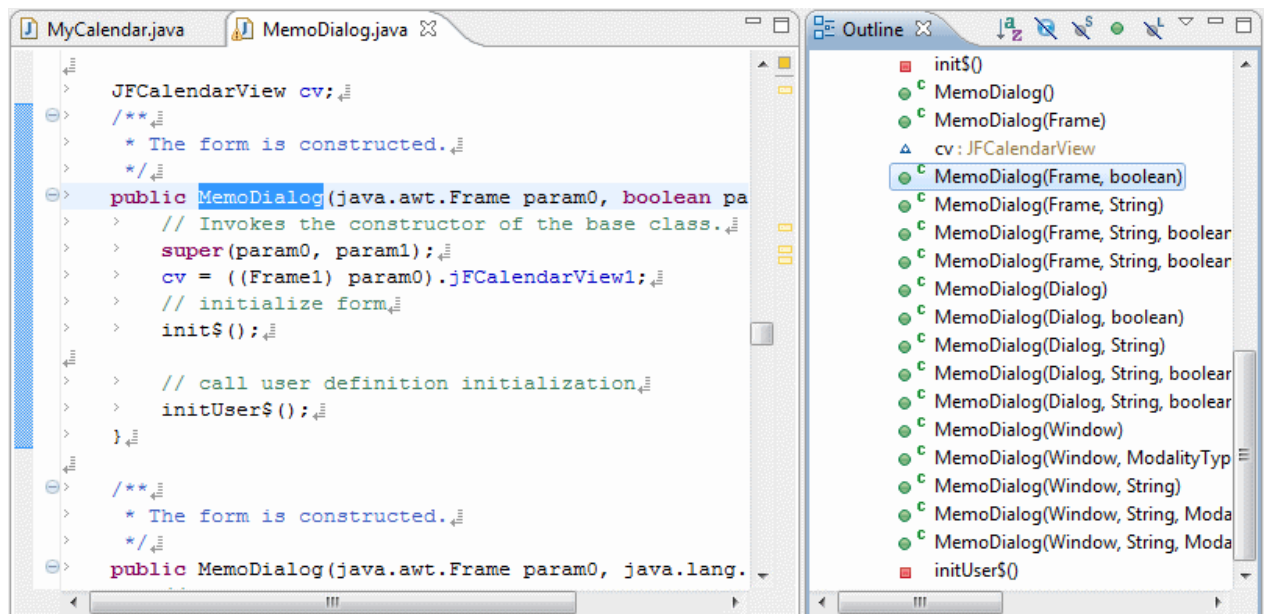 MyCalendar.java
MemoDialog.java
JFCalendarView cv;
/**
* The form is constructed.
*/
public MemoDialog(java.awt.Frame param0, boolean pa
// Invokes the constructor of the base class.
super(param0, param1);
cv = ((Frame1) param0).jFCalendarView1;
// initialize form
init$();
// call user definition initialization
initUser$();
}
/**
* The form is constructed.
*/
public MemoDialog(java.awt.Frame param0, java.lang.
Outline
init$()
MemoDialog()
MemoDialog(Frame)
cv : JFCalendarView
MemoDialog(Frame, boolean)
MemoDialog(Frame, String)
MemoDialog(Frame, String, boolear
MemoDialog(Frame, String, boolear
MemoDialog(Dialog)
MemoDialog(Dialog, boolean)
MemoDialog(Dialog, String)
MemoDialog(Dialog, String, boolear
MemoDialog(Dialog, String, boolear
MemoDialog(Window)
MemoDialog(Window, ModalityTyp
MemoDialog(Window, String)
MemoDialog(Window, String, Moda
MemoDialog(Window, String, Moda
initUser$()